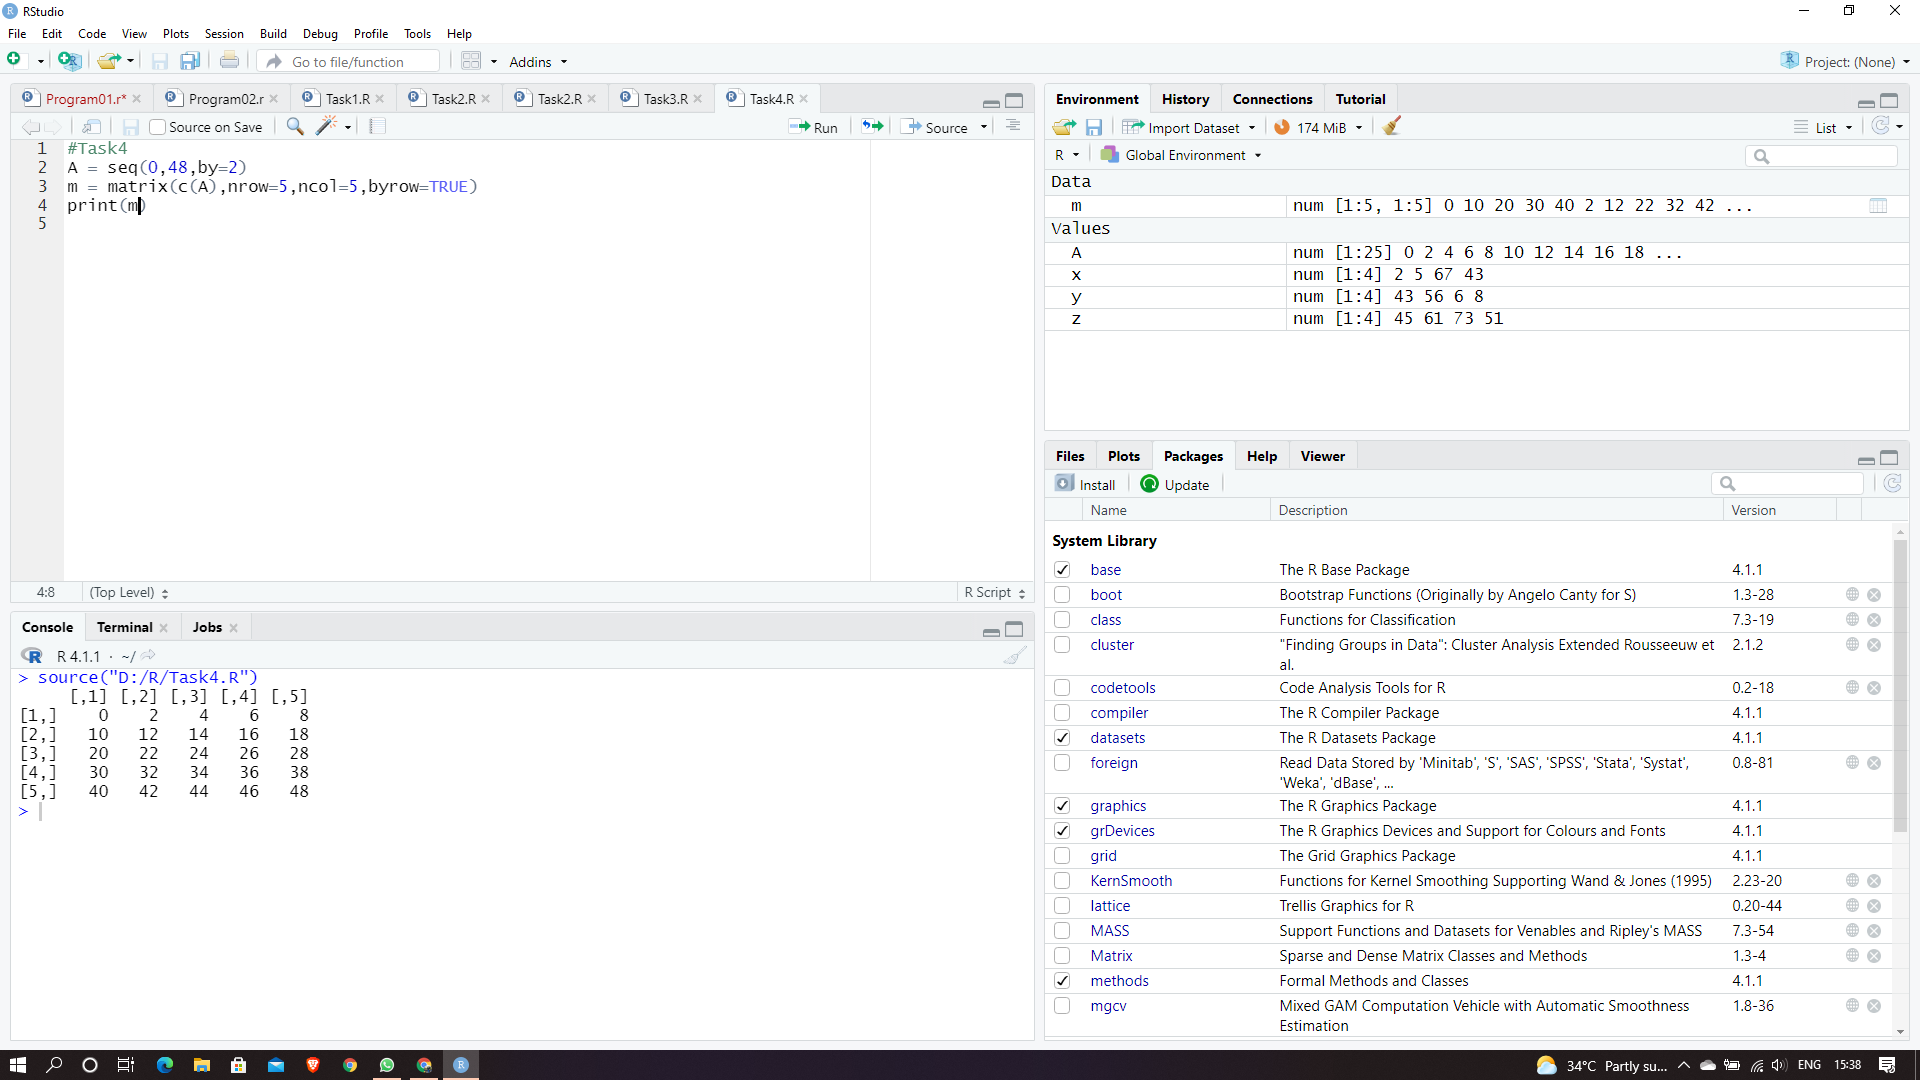 RStudio
File Edit Code View Plots Session Build Debug Profile Tools Help
Go to file/function Addins Project: (None)
Program01.r* Program02.r Task1.R Task2.R Task2.R Task3.R Task4.R
Source on Save Run Source
1 #Task4
2 A = seq(0,48,by=2)
3 m = matrix(c(A),nrow=5,ncol=5,byrow=TRUE)
4 print(m)
5
4:8 (Top Level) R Script
Console Terminal Jobs
R 4.1.1 · ~/
> source("D:/R/Task4.R")
[,1] [,2] [,3] [,4] [,5]
[1,] 0 2 4 6 8
[2,] 10 12 14 16 18
[3,] 20 22 24 26 28
[4,] 30 32 34 36 38
[5,] 40 42 44 46 48
>
Environment History Connections Tutorial
Import Dataset 174 MiB List
R Global Environment
Data
m num [1:5, 1:5] 0 10 20 30 40 2 12 22 32 42 ...
Values
A num [1:25] 0 2 4 6 8 10 12 14 16 18 ...
x num [1:4] 2 5 67 43
y num [1:4] 43 56 6 8
z num [1:4] 45 61 73 51
Files Plots Packages Help Viewer
Install Update
Name Description Version
System Library
base The R Base Package 4.1.1
boot Bootstrap Functions (Originally by Angelo Canty for S) 1.3-28
class Functions for Classification 7.3-19
cluster "Finding Groups in Data": Cluster Analysis Extended Rousseeuw et 2.1.2
al.
codetools Code Analysis Tools for R 0.2-18
compiler The R Compiler Package 4.1.1
datasets The R Datasets Package 4.1.1
foreign Read Data Stored by 'Minitab', 'S', 'SAS', 'SPSS', 'Stata', 'Systat', 0.8-81
'Weka', 'dBase', ...
graphics The R Graphics Package 4.1.1
grDevices The R Graphics Devices and Support for Colours and Fonts 4.1.1
grid The Grid Graphics Package 4.1.1
KernSmooth Functions for Kernel Smoothing Supporting Wand & Jones (1995) 2.23-20
lattice Trellis Graphics for R 0.20-44
MASS Support Functions and Datasets for Venables and Ripley's MASS 7.3-54
Matrix Sparse and Dense Matrix Classes and Methods 1.3-4
methods Formal Methods and Classes 4.1.1
mgcv Mixed GAM Computation Vehicle with Automatic Smoothness 1.8-36
Estimation
34°C Partly su... ENG 15:38